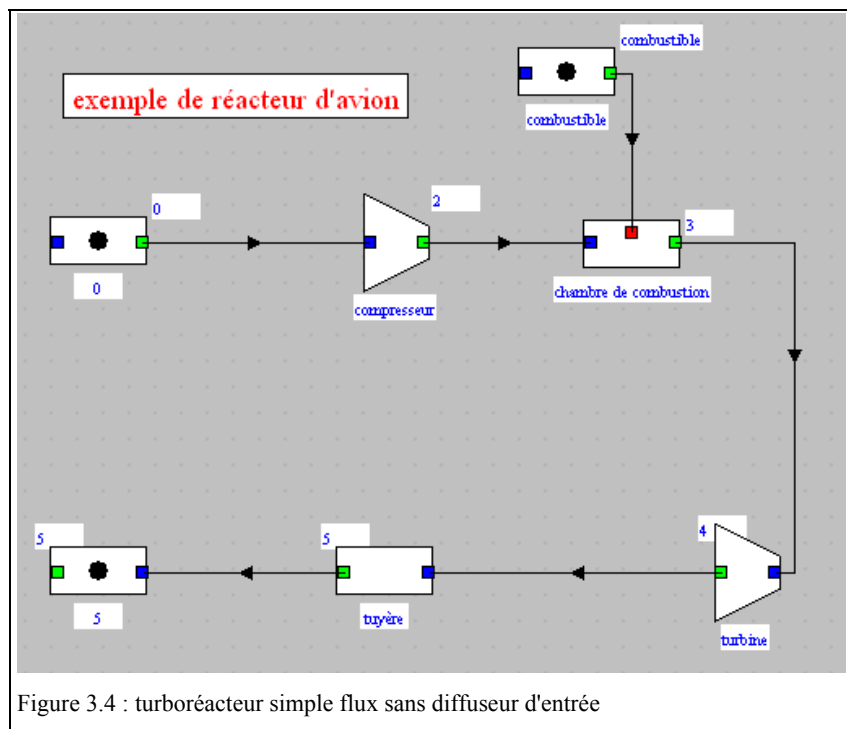 combustible
exemple de réacteur d'avion
combustible
0
2
3
0
compresseur
chambre de combustion
5
5
4
5
tuyère
turbine
Figure 3.4 : turboréacteur simple flux sans diffuseur d'entrée